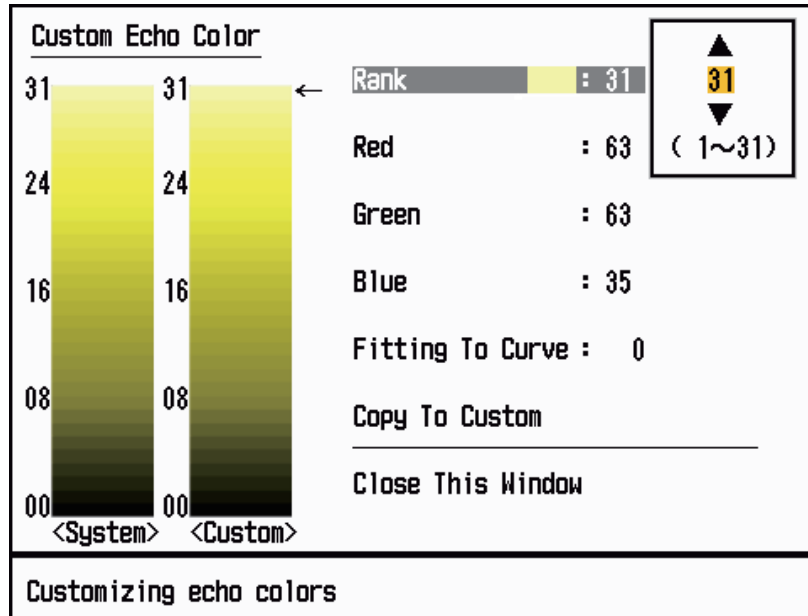 Custom Echo Color
31 31 ←
24 24
16 16
08 08
00 00
<System> <Custom>
Rank : 31
Red : 63
Green : 63
Blue : 35
Fitting To Curve : 0
Copy To Custom
Close This Window
▲
31
▼
( 1～31)
Customizing echo colors